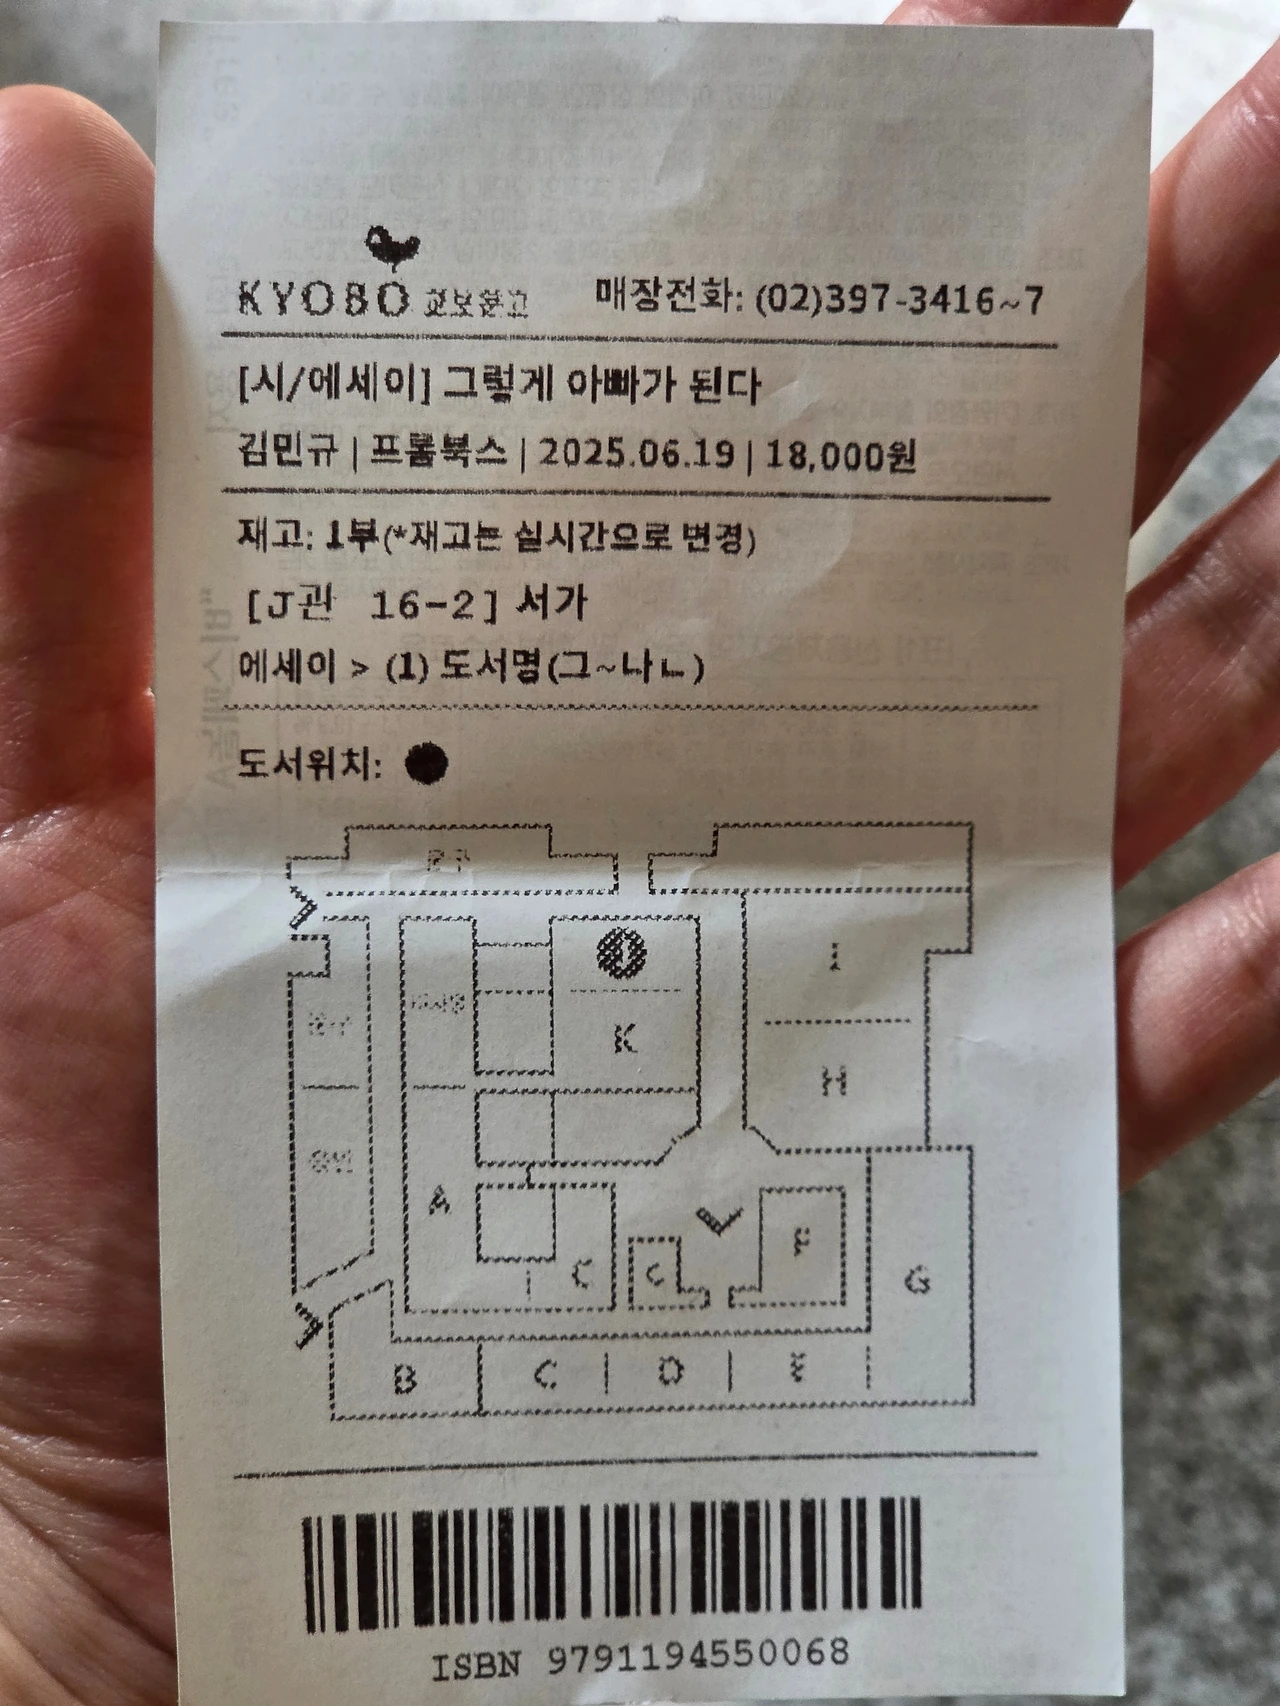 KYOBO 교보문고 매장전화: (02)397-3416~7
[시/에세이] 그렇게 아빠가 된다
김민규 | 프롬북스 | 2025.06.19 | 18,000원
재고: 1부(*재고는 실시간으로 변경)
[J관 16-2] 서가
에세이 > (1) 도서명(그~나ㄴ)
도서위치: ●
문구
J
I
K
H
A
C
C
F
G
B
C
D
E
ISBN 9791194550068